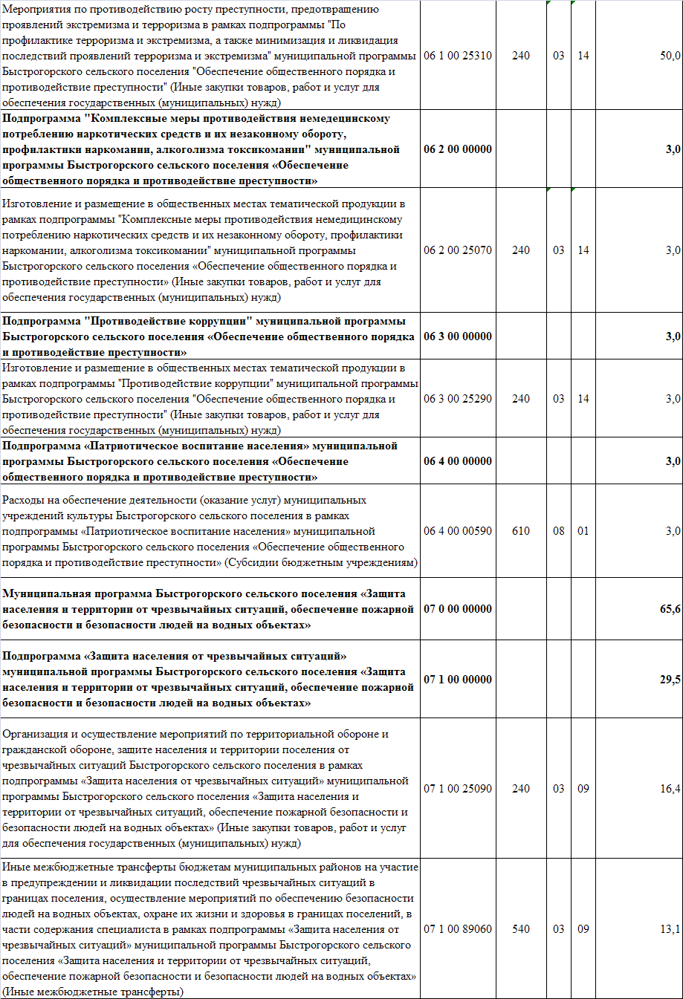 Мероприятия по противодействию росту преступности, предотвращению
проявлений экстремизма и терроризма в рамках подпрограммы "По
профилактике терроризма и экстремизма, а также минимизация и ликвидация
последствий проявлений терроризма и экстремизма" муниципальной программы
Быстрогорского сельского поселения "Обеспечение общественного порядка и
противодействие преступности" (Иные закупки товаров, работ и услуг для
обеспечения государственных (муниципальных) нужд)
06 1 00 25310 240 03 14 50,0
Подпрограмма "Комплексные меры противодействия немедецинскому
потреблению наркотических средств и их незаконному обороту,
профилактики наркомании, алкоголизма токсикомании" муниципальной
программы Быстрогорского сельского поселения «Обеспечение
общественного порядка и противодействие преступности»
06 2 00 00000 3,0
Изготовление и размещение в общественных местах тематической продукции в
рамках подпрограммы "Комплексные меры противодействия немедицинскому
потреблению наркотических средств и их незаконному обороту, профилактики
наркомании, алкоголизма токсикомании" муниципальной программы
Быстрогорского сельского поселения «Обеспечение общественного порядка и
противодействие преступности» (Иные закупки товаров, работ и услуг для
обеспечения государственных (муниципальных) нужд)
06 2 00 25070 240 03 14 3,0
Подпрограмма "Противодействие коррупции" муниципальной программы
Быстрогорского сельского поселения «Обеспечение общественного порядка
и противодействие преступности»
06 3 00 00000 3,0
Изготовление и размещение в общественных местах тематической продукции в
рамках подпрограммы "Противодействие коррупции" муниципальной программы
Быстрогорского сельского поселения "Обеспечение общественного порядка и
противодействие преступности" (Иные закупки товаров, работ и услуг для
обеспечения государственных (муниципальных) нужд)
06 3 00 25290 240 03 14 3,0
Подпрограмма «Патриотическое воспитание населения» муниципальной
программы Быстрогорского сельского поселения «Обеспечение
общественного порядка и противодействие преступности»
06 4 00 00000 3,0
Расходы на обеспечение деятельности (оказание услуг) муниципальных
учреждений культуры Быстрогорского сельского поселения в рамках
подпрограммы «Патриотическое воспитание населения» муниципальной
программы Быстрогорского сельского поселения «Обеспечение общественного
порядка и противодействие преступности» (Субсидии бюджетным учреждениям)
06 4 00 00590 610 08 01 3,0
Муниципальная программа Быстрогорского сельского поселения «Защита
населения и территории от чрезвычайных ситуаций, обеспечение пожарной
безопасности и безопасности людей на водных объектах»
07 0 00 00000 65,6
Подпрограмма «Защита населения от чрезвычайных ситуаций»
муниципальной программы Быстрогорского сельского поселения «Защита
населения и территории от чрезвычайных ситуаций, обеспечение пожарной
безопасности и безопасности людей на водных объектах»
07 1 00 00000 29,5
Организация и осуществление мероприятий по территориальной обороне и
гражданской обороне, защите населения и территории поселения от
чрезвычайных ситуаций Быстрогорского сельского поселения в рамках
подпрограммы «Защита населения от чрезвычайных ситуаций» муниципальной
программы Быстрогорского сельского поселения «Защита населения и
территории от чрезвычайных ситуаций, обеспечение пожарной безопасности и
безопасности людей на водных объектах» (Иные закупки товаров, работ и услуг
для обеспечения государственных (муниципальных) нужд)
07 1 00 25090 240 03 09 16,4
Иные межбюджетные трансферты бюджетам муниципальных районов на участие
в предупреждении и ликвидации последствий чрезвычайных ситуаций в
границах поселения, осуществление мероприятий по обеспечению безопасности
людей на водных объектах, охране их жизни и здоровья в границах поселений, в
части содержания специалиста в рамках подпрограммы «Защита населения от
чрезвычайных ситуаций» муниципальной программы Быстрогорского сельского
поселения «Защита населения и территории от чрезвычайных ситуаций,
обеспечение пожарной безопасности и безопасности людей на водных объектах»
(Иные межбюджетные трансферты)
07 1 00 89060 540 03 09 13,1